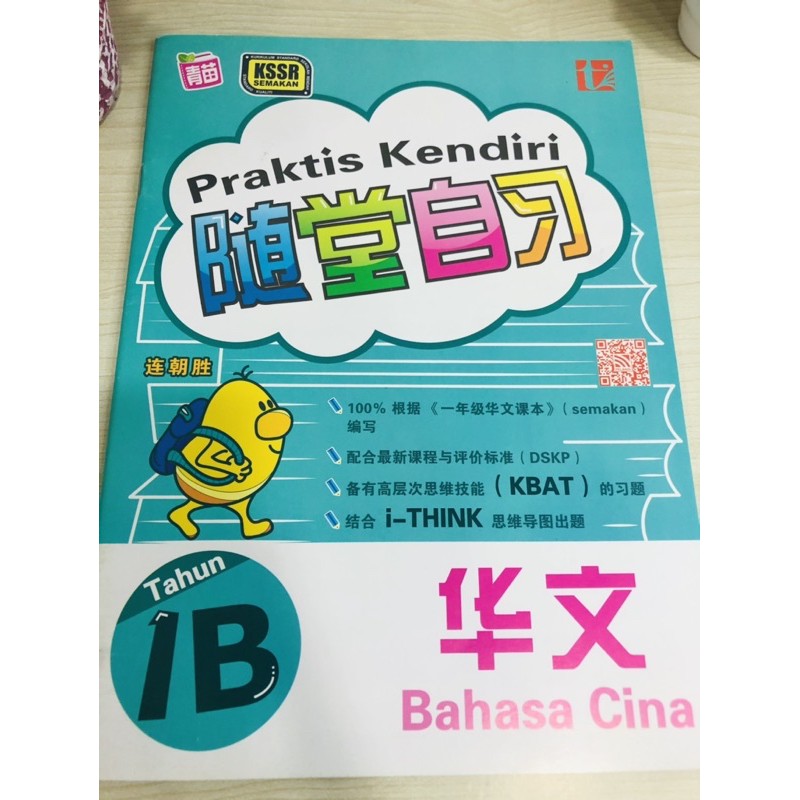 青苗
KSSR
SEMAKAN
Praktis Kendiri
随堂自习
连朝胜
100% 根据《一年级华文课本》(semakan)
编写
配合最新课程与评价标准(DSKP)
备有高层次思维技能(KBAT)的习题
结合 i-THINK 思维导图出题
Tahun
1B
华文
Bahasa Cina